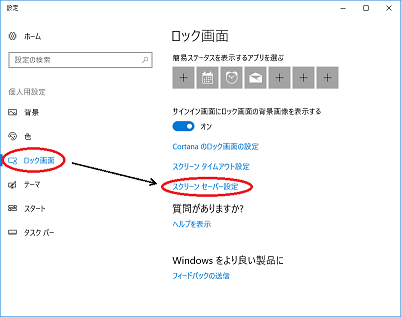 設定
ホーム
設定の検索
個人用設定
背景
色
ロック画面
テーマ
スタート
タスク バー
ロック画面
簡易ステータスを表示するアプリを選ぶ
サインイン画面にロック画面の背景画像を表示する
オン
Cortana のロック画面の設定
スクリーン タイムアウト設定
スクリーン セーバー設定
質問がありますか?
ヘルプを表示
Windows をより良い製品に
フィードバックの送信